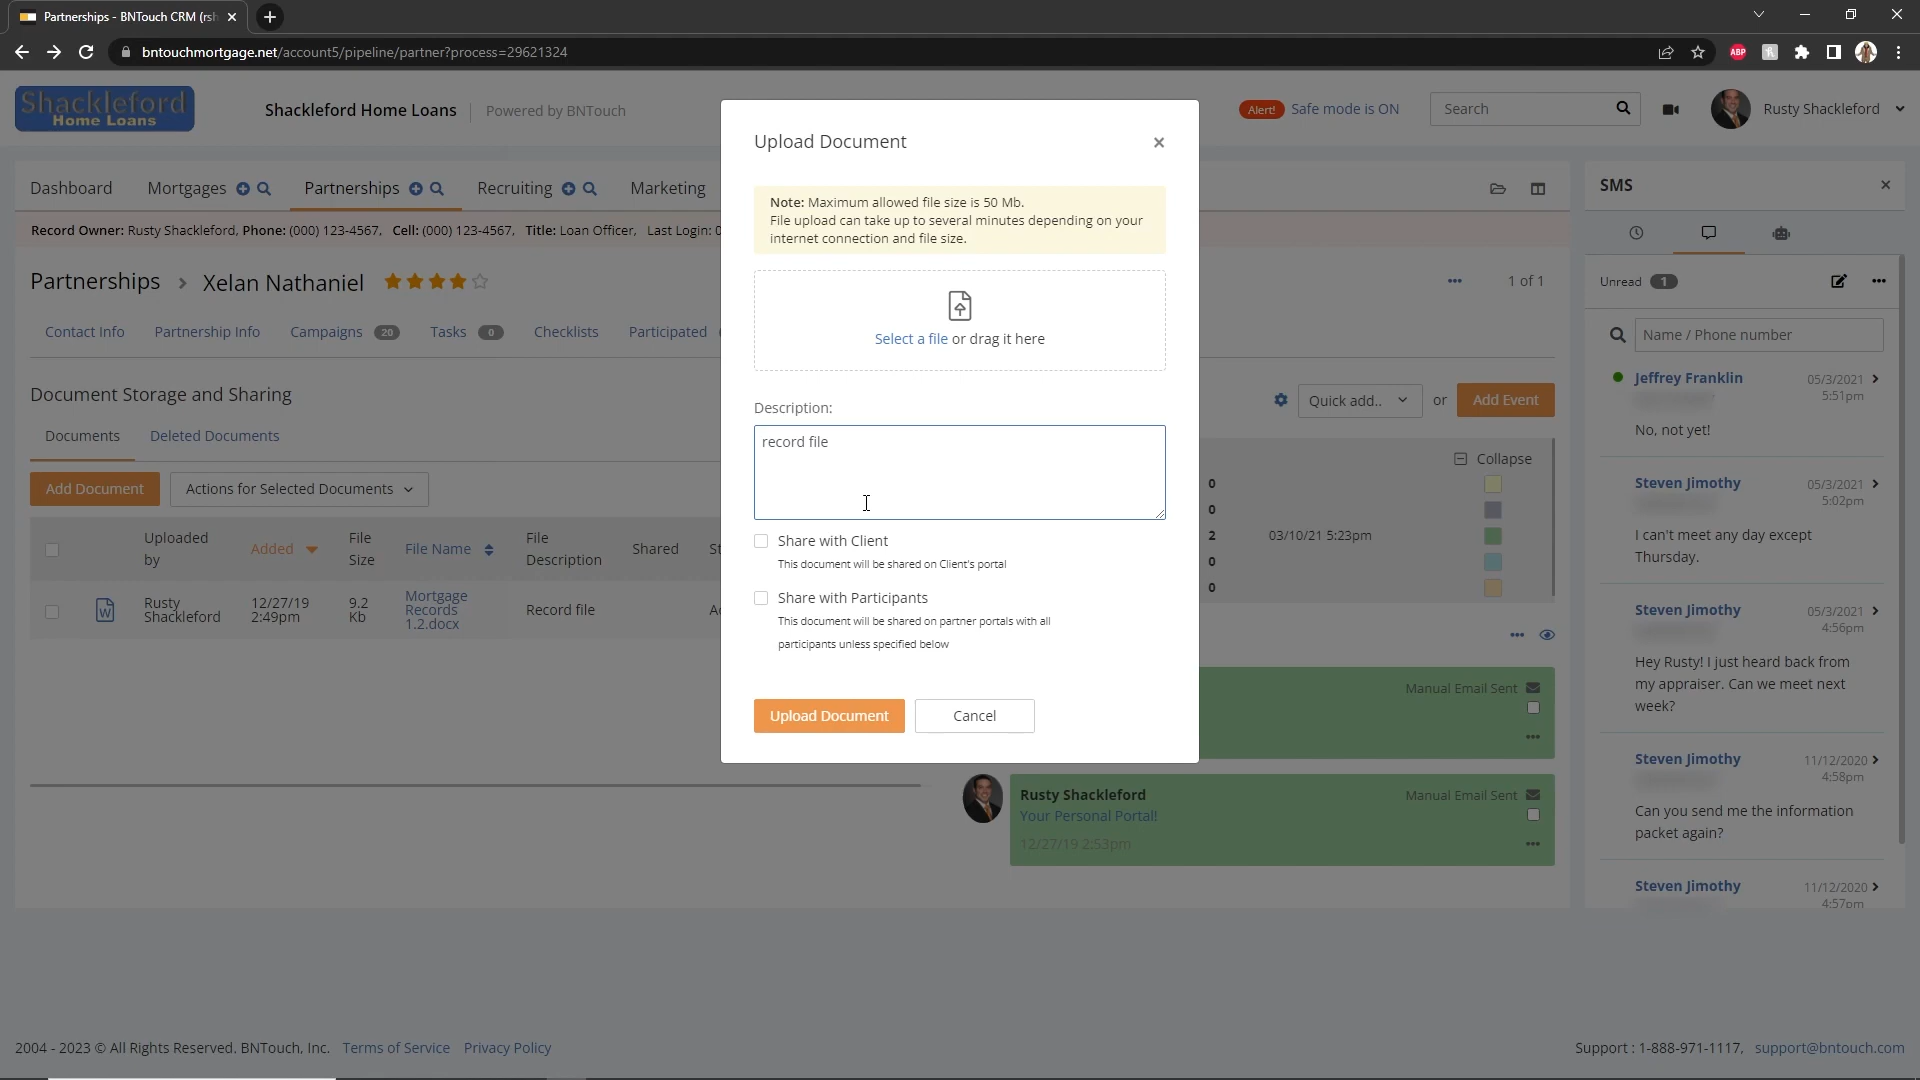 Partnerships - BNTouch CRM (rsh
bntouchmortgage.net/account5/pipeline/partner?process=29621324
ABP
Shackleford
Home Loans
Shackleford Home Loans
Powered by BNTouch
Alert! Safe mode is ON
Search
Rusty Shackleford
Dashboard
Mortgages
Partnerships
Recruiting
Marketing
Record Owner: Rusty Shackleford, Phone: (000) 123-4567, Cell: (000) 123-4567, Title: Loan Officer, Last Login: 0
Partnerships > Xelan Nathaniel
1 of 1
Contact Info
Partnership Info
Campaigns 20
Tasks 0
Checklists
Participated
Document Storage and Sharing
Documents
Deleted Documents
Add Document
Actions for Selected Documents
Uploaded
by
Added
File
Size
File Name
File
Description
Shared
St
Rusty
Shackleford
12/27/19
2:49pm
9.2
Kb
Mortgage
Records
1.2.docx
Record file
Ac
Upload Document
Note: Maximum allowed file size is 50 Mb.
File upload can take up to several minutes depending on your
internet connection and file size.
Select a file or drag it here
Description:
record file
Share with Client
This document will be shared on Client's portal
Share with Participants
This document will be shared on partner portals with all
participants unless specified below
Upload Document
Cancel
Quick add..
or
Add Event
Collapse
0
0
2 03/10/21 5:23pm
0
0
Manual Email Sent
Rusty Shackleford
Manual Email Sent
Your Personal Portal!
12/27/19 2:53pm
SMS
Unread 1
Name / Phone number
Jeffrey Franklin
05/3/2021
5:51pm
No, not yet!
Steven Jimothy
05/3/2021
5:02pm
I can't meet any day except
Thursday.
Steven Jimothy
05/3/2021
4:56pm
Hey Rusty! I just heard back from
my appraiser. Can we meet next
week?
Steven Jimothy
11/12/2020
4:58pm
Can you send me the information
packet again?
Steven Jimothy
11/12/2020
4:57pm
2004 - 2023 © All Rights Reserved. BNTouch, Inc. Terms of Service Privacy Policy
Support : 1-888-971-1117, support@bntouch.com